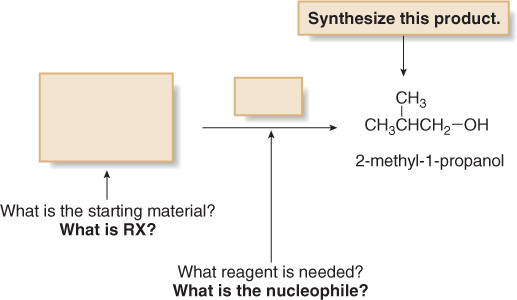 Synthesize this product.
CH₃
CH₃CHCH₂–OH
2-methyl-1-propanol
What is the starting material?
What is RX?
What reagent is needed?
What is the nucleophile?